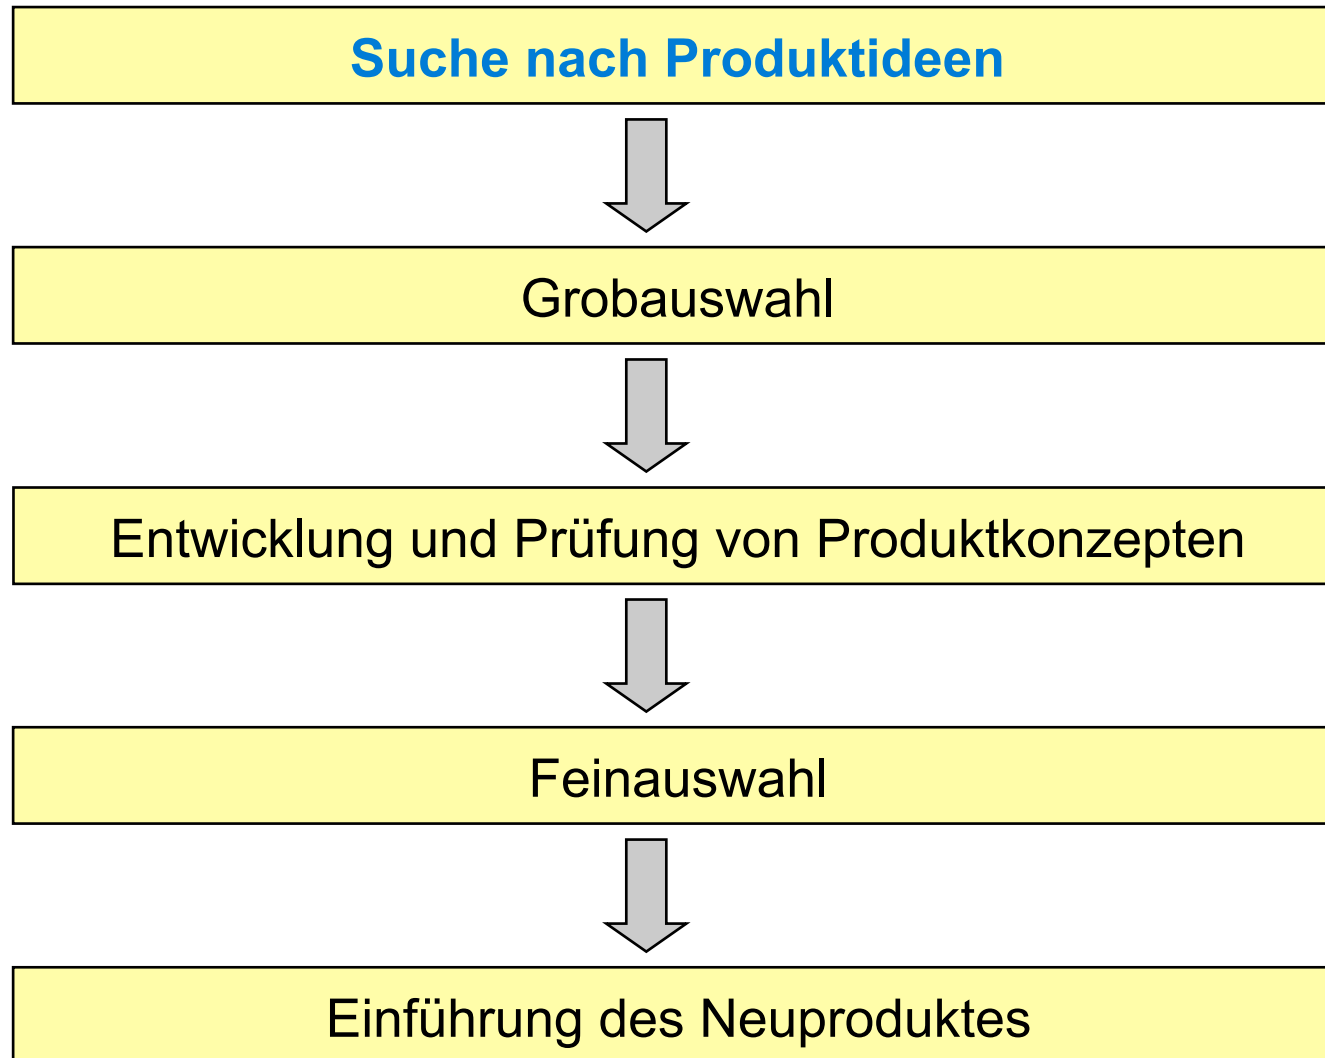 Suche nach Produktideen
Grobauswahl
Entwicklung und Prüfung von Produktkonzepten
Feinauswahl
Einführung des Neuproduktes